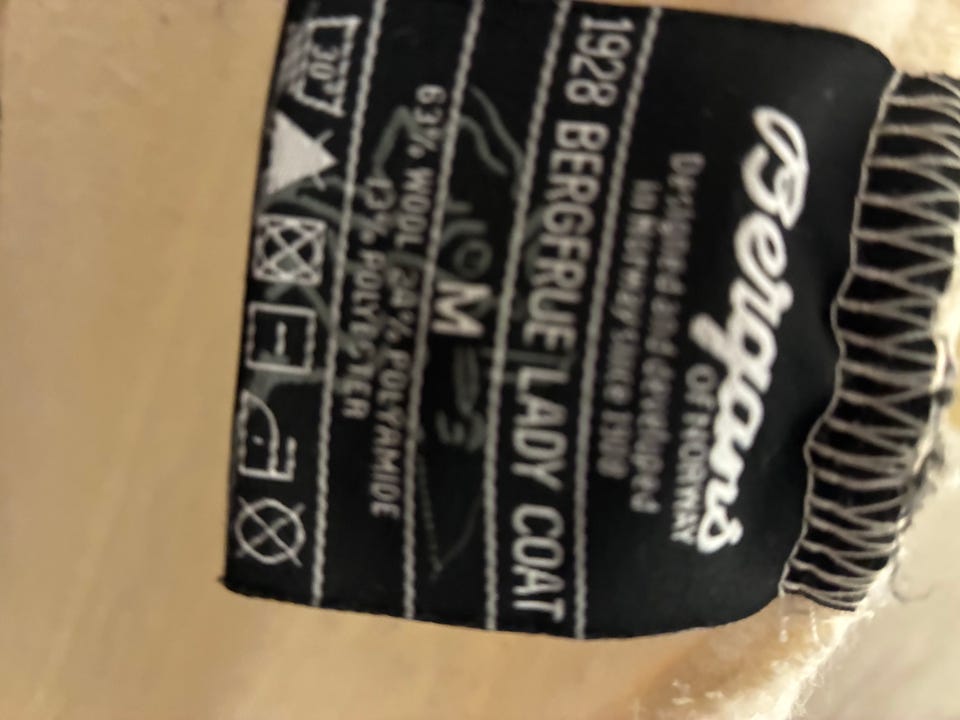 Bergans
OF NORWAY
Designed and developed
in Norway since 1908
1928 BERGFRUE LADY COAT
M
63% WOOL 24% POLYAMIDE
13% POLYESTER
30°